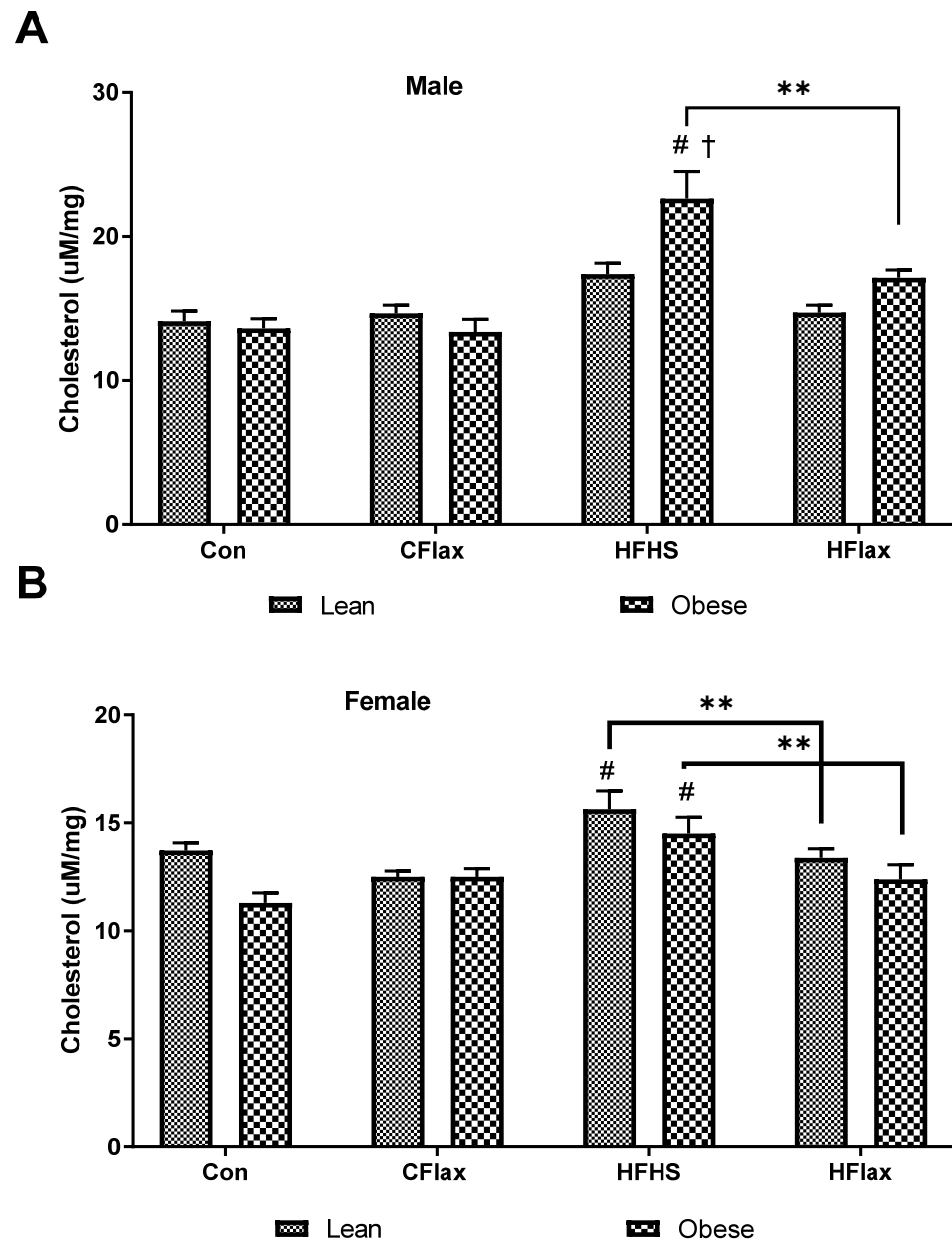 A
Male
Cholesterol (uM/mg)
30
20
10
0
**
# †
Con CFlax HFHS HFlax
Lean Obese
B
Female
Cholesterol (uM/mg)
20
15
10
5
0
**
**
#
#
Con CFlax HFHS HFlax
Lean Obese